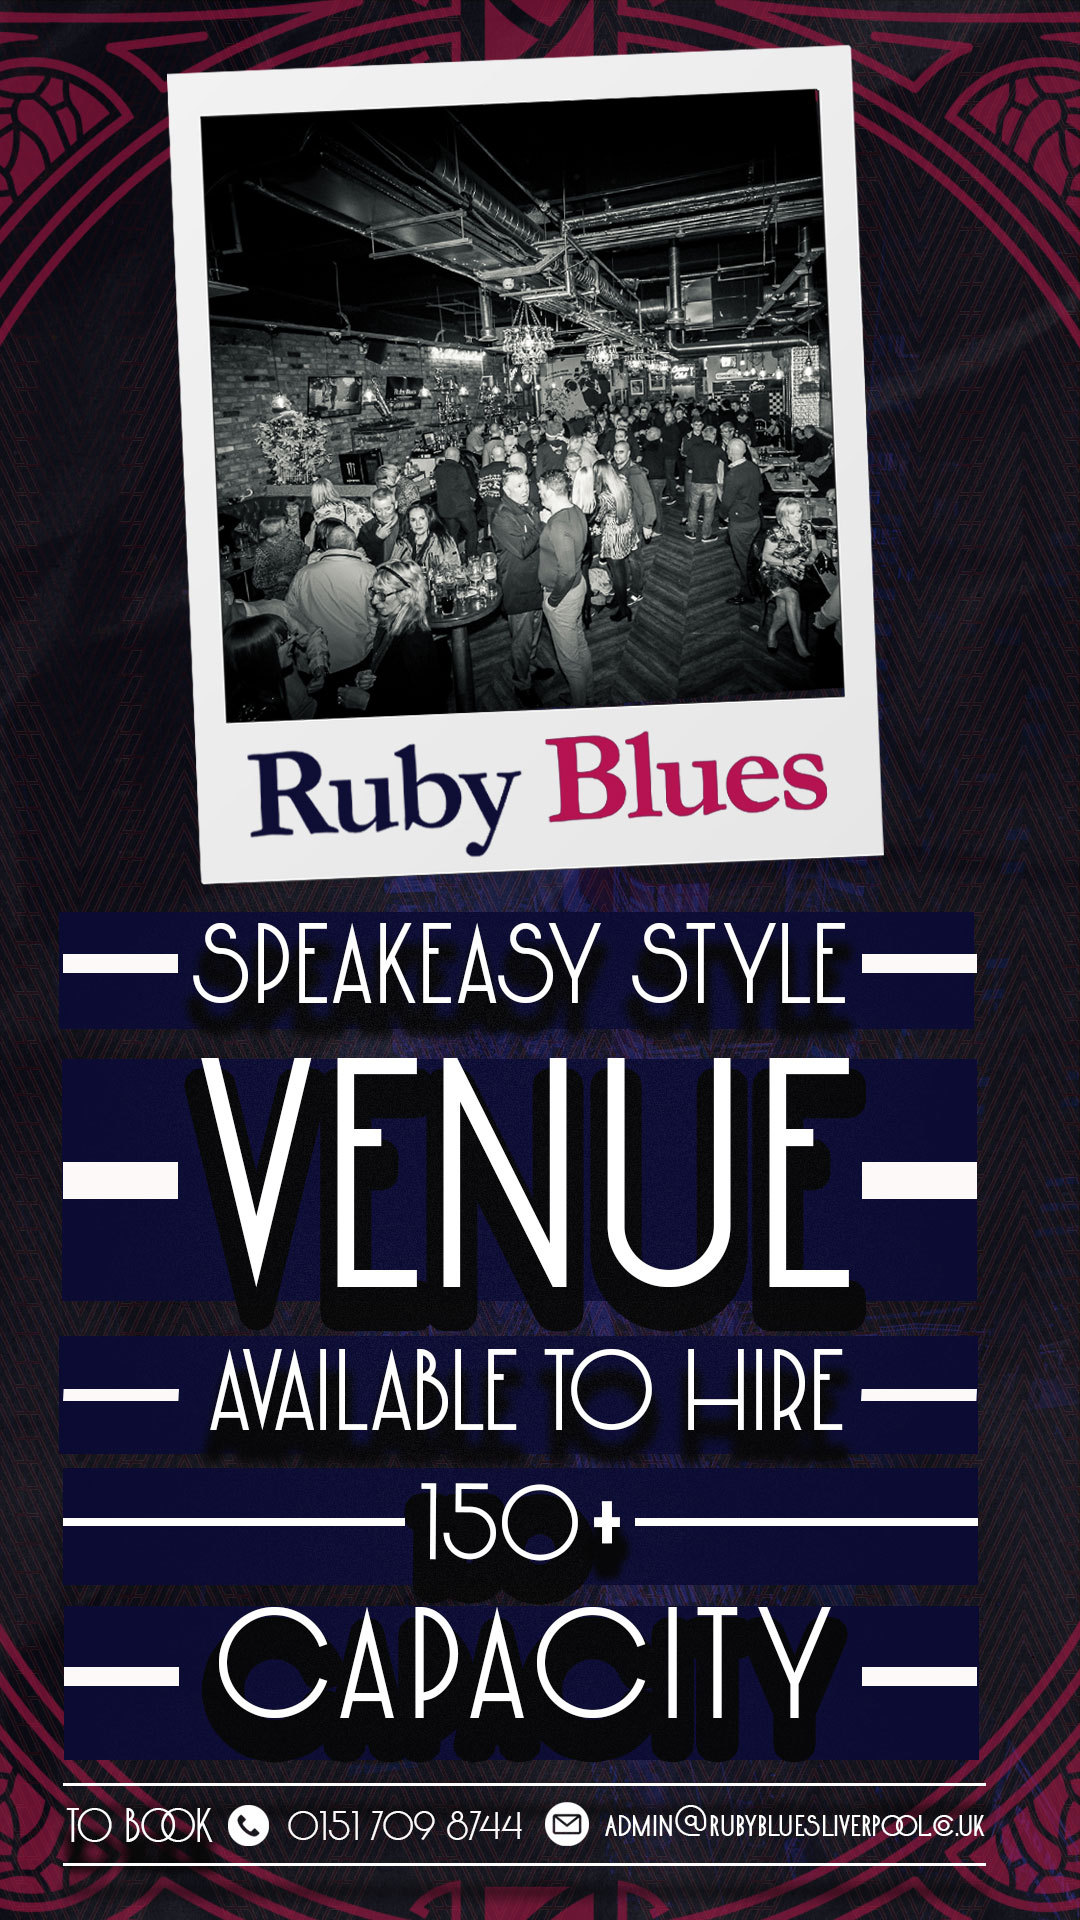 Ruby Blues
SPEAKEASY STYLE
VENUE
AVAILABLE TO HIRE
150+
CAPACITY
TO BOOK 0151 709 8744 ADMIN@RUBYBLUESLIVERPOOL.CO.UK